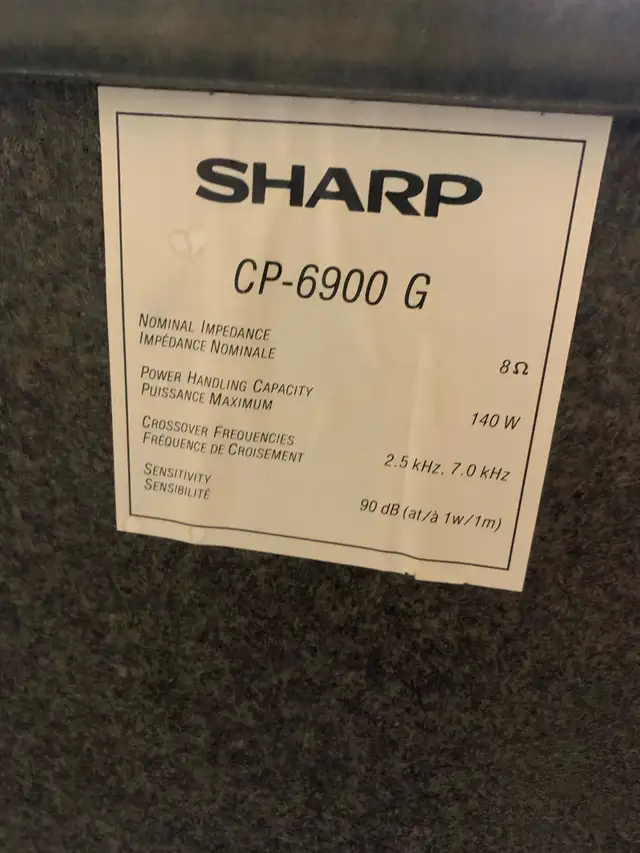 SHARP
CP-6900 G
NOMINAL IMPEDANCE
IMPÉDANCE NOMINALE
8Ω
POWER HANDLING CAPACITY
PUISSANCE MAXIMUM
140 W
CROSSOVER FREQUENCIES
FRÉQUENCE DE CROISEMENT
2.5 kHz, 7.0 kHz
SENSITIVITY
SENSIBILITÉ
90 dB (at/à 1w/1m)